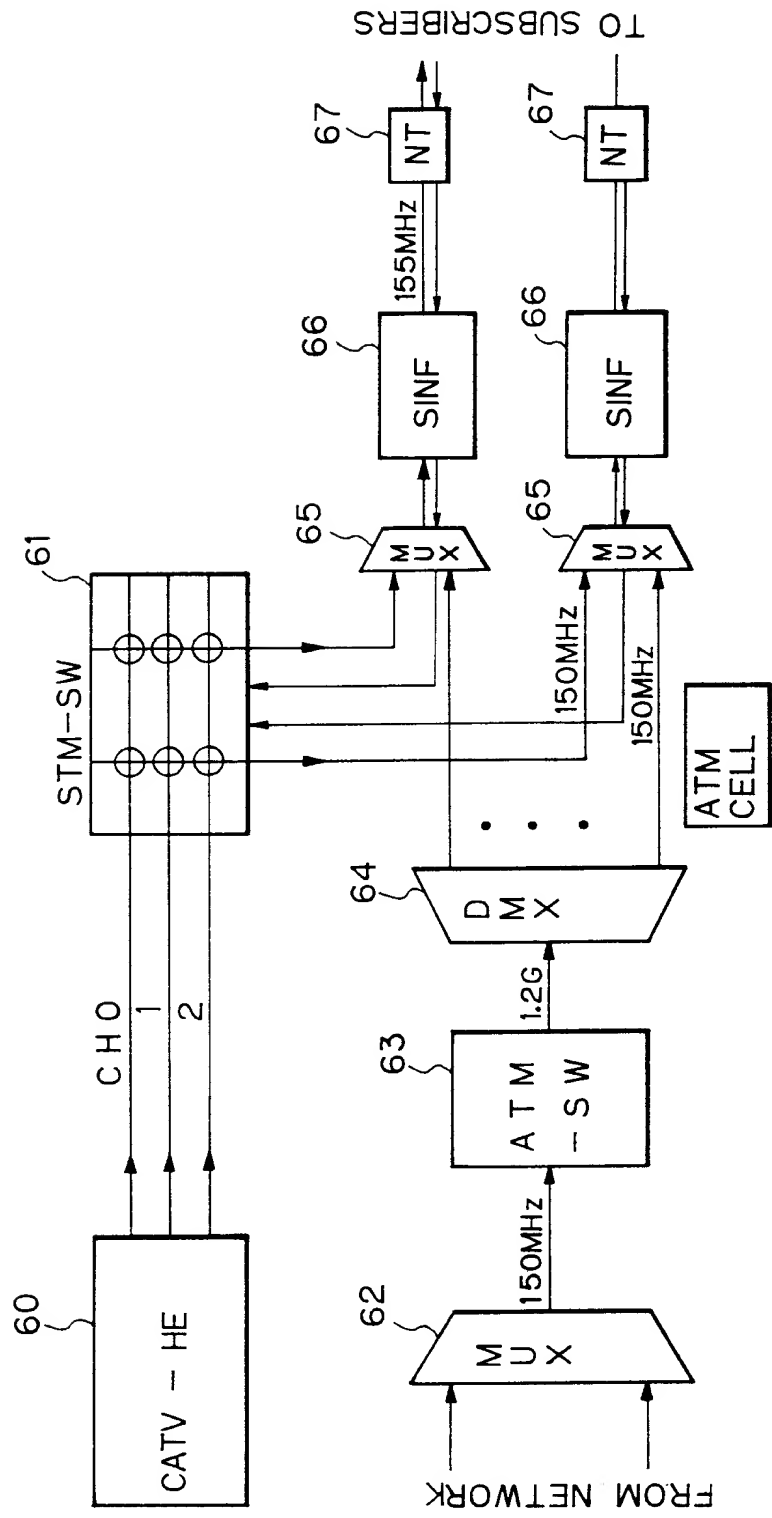 60
CATV - HE
CH0
1
2
61
STM-SW
FROM NETWORK
62
MUX
150MHz
63
ATM
-SW
1.2G
64
DMX
ATM
CELL
150MHz
150MHz
65
MUX
66
SINF
155MHz
67
NT
65
MUX
66
SINF
67
NT
TO SUBSCRIBERS